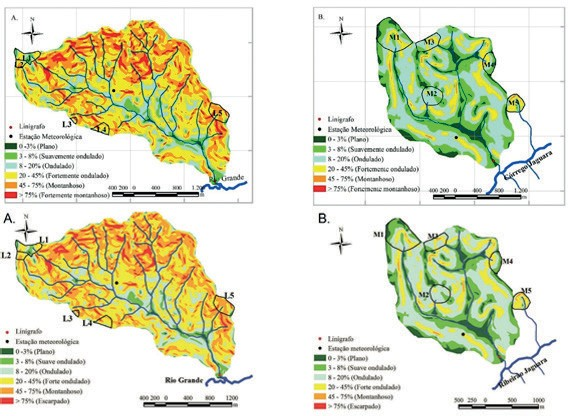 A.
N
L1
L2
L3
L4
L5
Linígrafo
Estação Meteorológica
0 -3% (Plano)
3 - 8% (Suavemente ondulado)
8 - 20% (Ondulado)
20 - 45% (Fortemente ondulado)
45 - 75% (Montanhoso)
> 75% (Fortemente montanhoso)
Rio Grande
400 200 0 400 800 1.200
m
B.
N
M1
M3
M4
M2
M5
Linígrafo
Estação Meteorológica
0 -3% (Plano)
3 - 8% (Suavemente ondulado)
8 - 20% (Ondulado)
20 - 45% (Fortemente ondulado)
45 - 75% (Montanhoso)
> 75% (Fortemente montanhoso)
Córrego Jaguara
400 200 0 400 800 1.200
A.
N
L1
L2
L3
L4
L5
Linígrafo
Estação meteorológica
0 -3% (Plano)
3 - 8% (Suave ondulado)
8 - 20% (Ondulado)
20 - 45% (Forte ondulado)
45 - 75% (Montanhoso)
> 75% (Escarpado)
Rio Grande
400 200 0 400 800 1200
m
B.
N
M1
M3
M4
M2
M5
Linígrafo
Estação meteorológica
0 -3% (Plano)
3 - 8% (Suave ondulado)
8 - 20% (Ondulado)
20 - 45% (Forte ondulado)
45 - 75% (Montanhoso)
> 75% (Escarpado)
Ribeirão Jaguara
500 250 0 500 1000
m